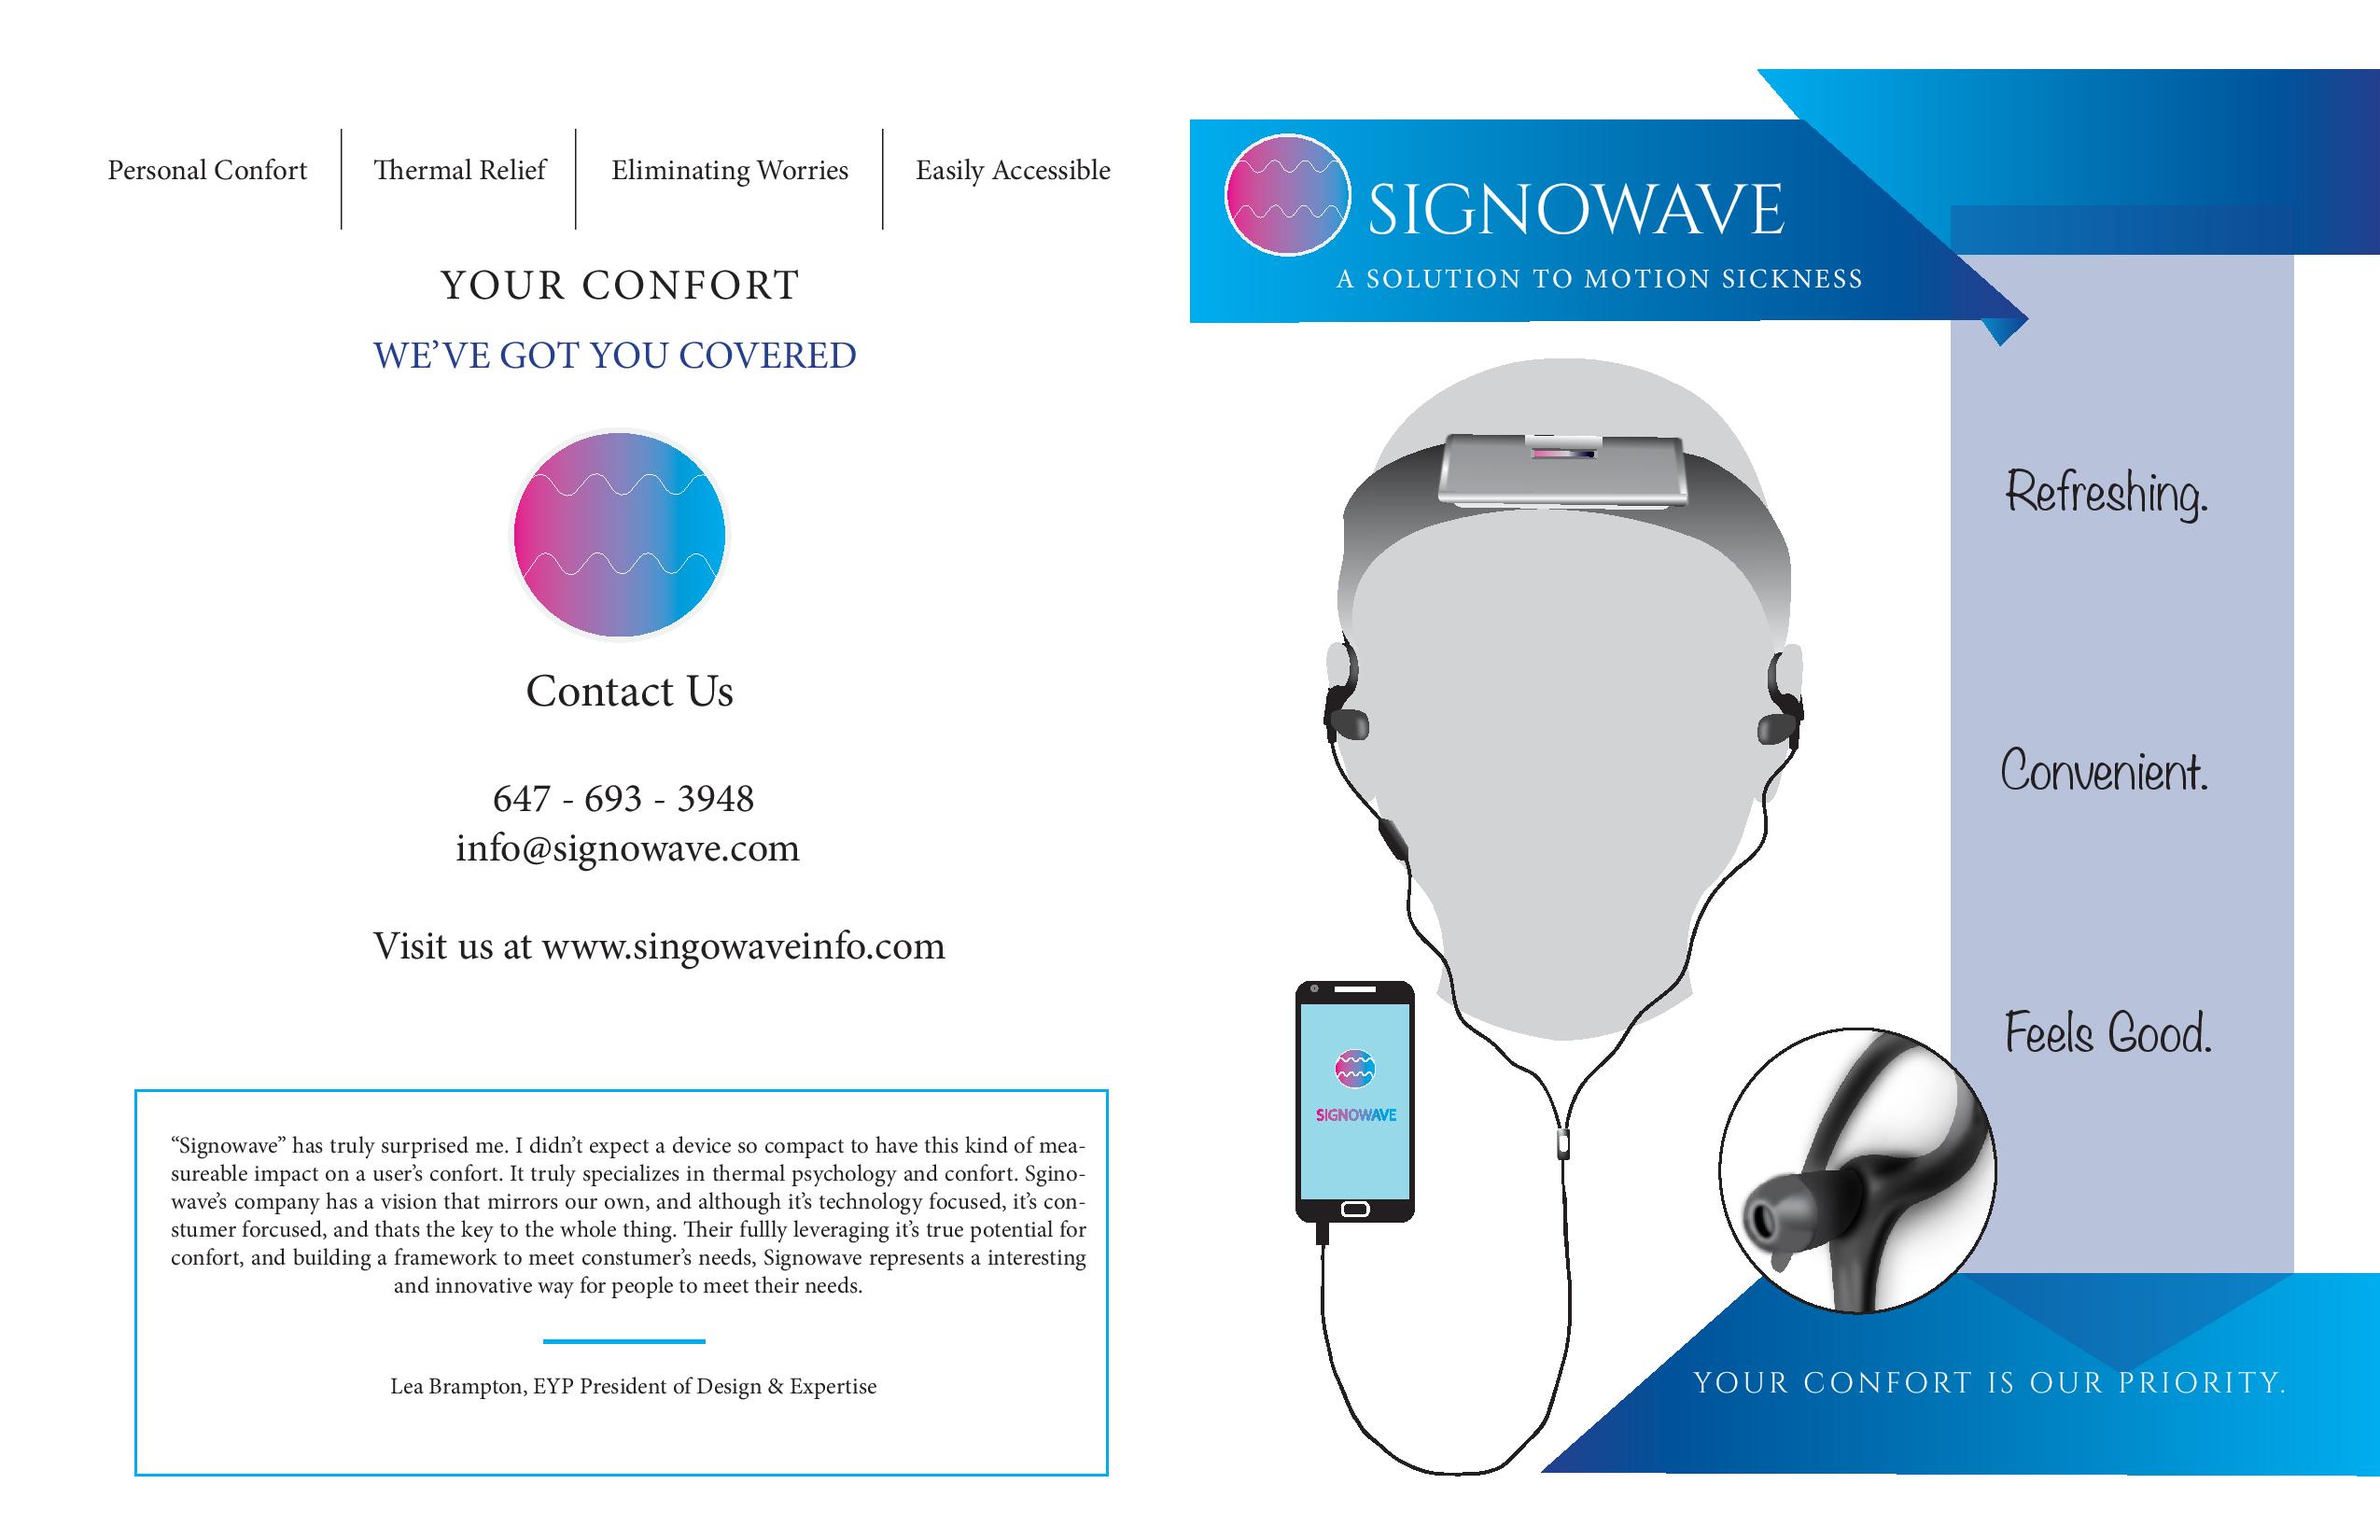 Personal Confort
Thermal Relief
Eliminating Worries
Easily Accessible
YOUR CONFORT
WE’VE GOT YOU COVERED
Contact Us
647 - 693 - 3948
info@signowave.com
Visit us at www.singowaveinfo.com
“Signowave” has truly surprised me. I didn’t expect a device so compact to have this kind of mea-
sureable impact on a user’s confort. It truly specializes in thermal psychology and confort. Sgino-
wave’s company has a vision that mirrors our own, and although it’s technology focused, it’s con-
stumer forcused, and thats the key to the whole thing. Their fullly leveraging it’s true potential for
confort, and building a framework to meet constumer’s needs, Signowave represents a interesting
and innovative way for people to meet their needs.
Lea Brampton, EYP President of Design & Expertise
SIGNOWAVE
A SOLUTION TO MOTION SICKNESS
Refreshing.
Convenient.
Feels Good.
SIGNOWAVE
YOUR CONFORT IS OUR PRIORITY.